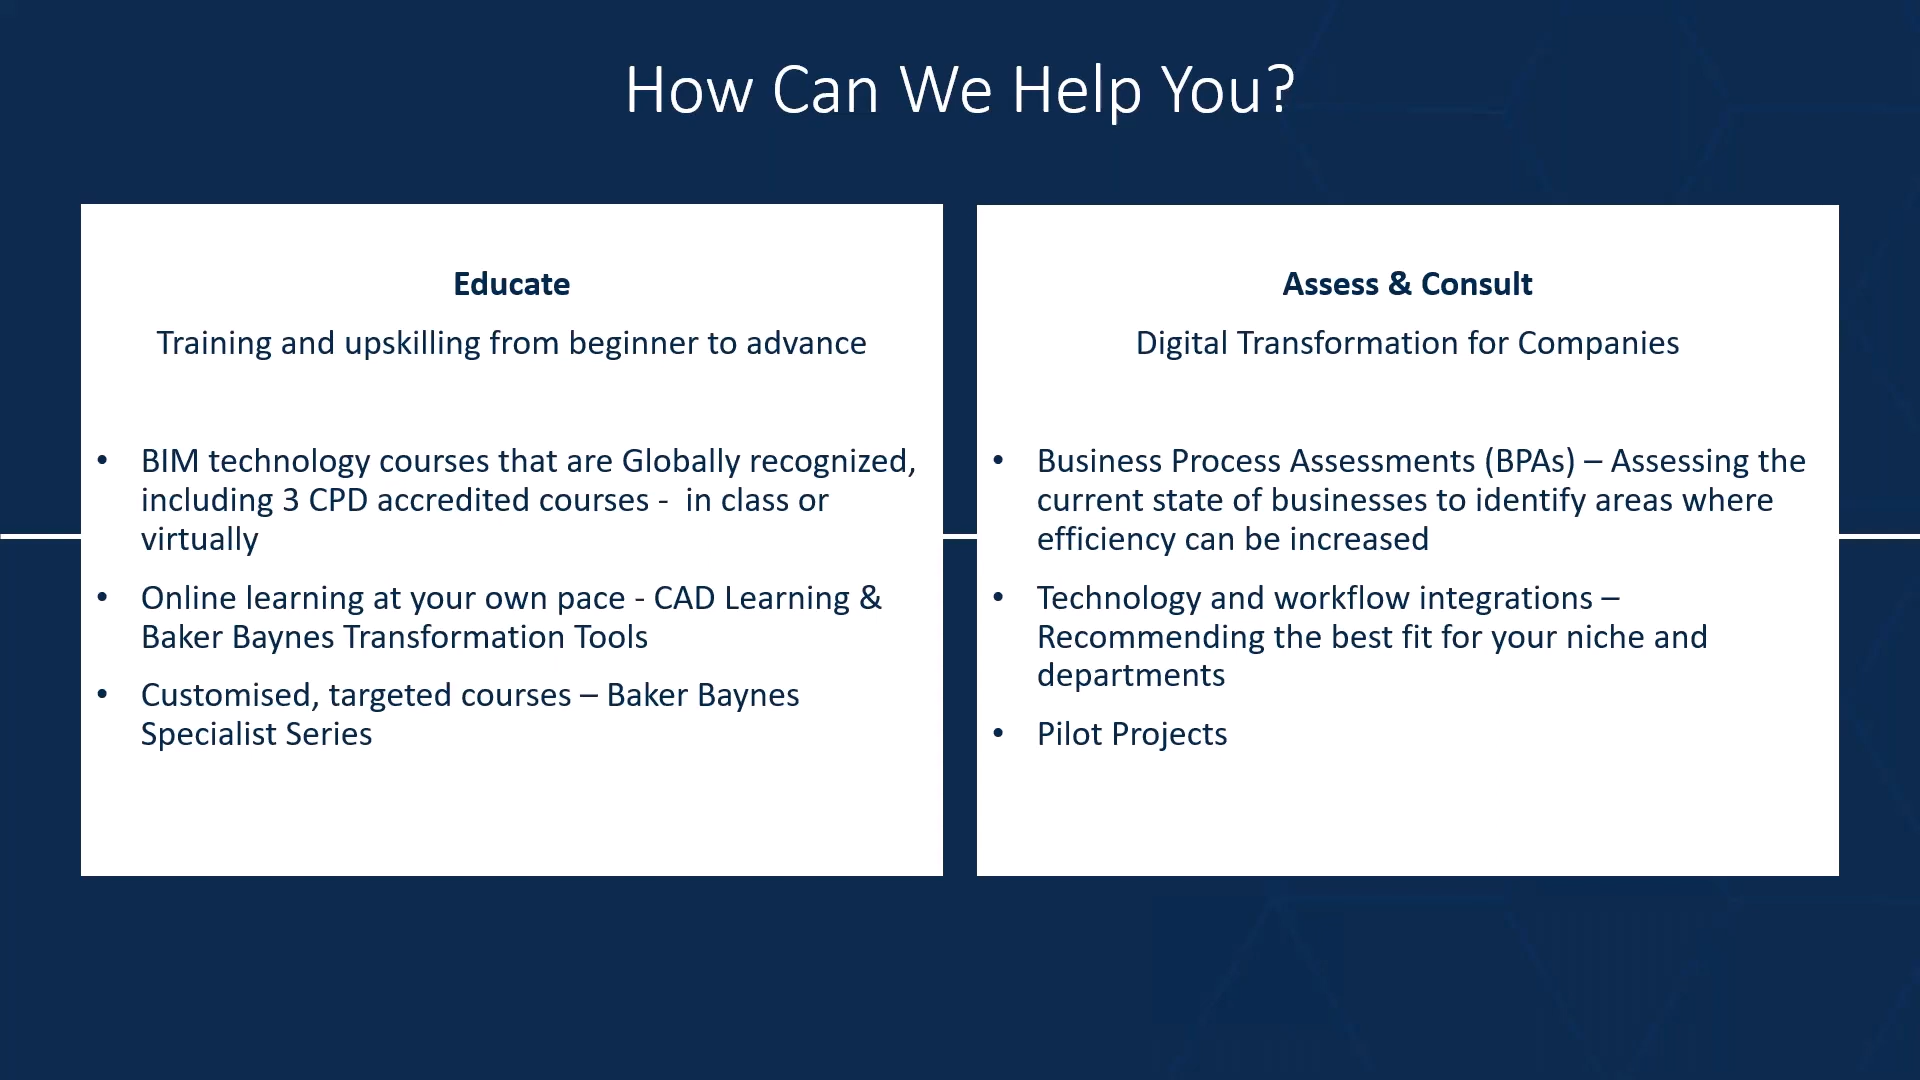 How Can We Help You?
Educate
Training and upskilling from beginner to advance
• BIM technology courses that are Globally recognized,
including 3 CPD accredited courses -  in class or
virtually
• Online learning at your own pace - CAD Learning &
Baker Baynes Transformation Tools
• Customised, targeted courses – Baker Baynes
Specialist Series
Assess & Consult
Digital Transformation for Companies
• Business Process Assessments (BPAs) – Assessing the
current state of businesses to identify areas where
efficiency can be increased
• Technology and workflow integrations –
Recommending the best fit for your niche and
departments
• Pilot Projects